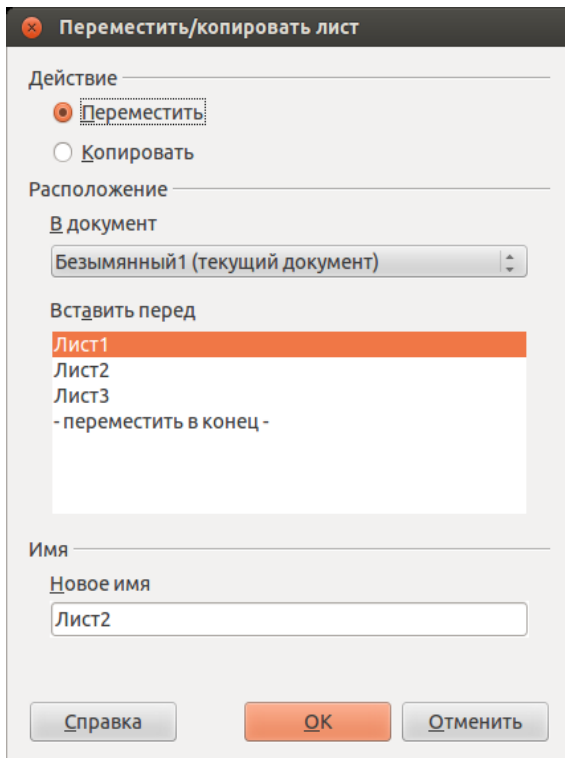 Переместить/копировать лист
Действие
Переместить
Копировать
Расположение
В документ
Безымянный1 (текущий документ)
Вставить перед
Лист1
Лист2
Лист3
- переместить в конец -
Имя
Новое имя
Лист2
Справка
OK
Отменить